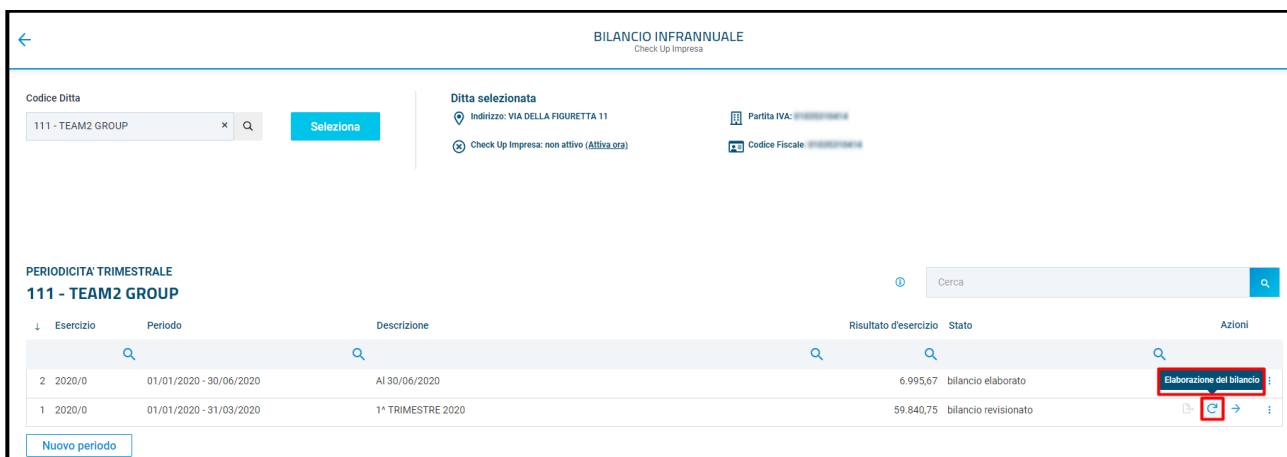 BILANCIO INFRANNUALE
Check Up Impresa
Codice Ditta
111 - TEAM2 GROUP ×
Seleziona
Ditta selezionata
Indirizzo: VIA DELLA FIGURETTA 11
Partita IVA:
Check Up Impresa: non attivo (Attiva ora)
Codice Fiscale
PERIODICITA' TRIMESTRALE
111 - TEAM2 GROUP
Cerca
↓ Esercizio Periodo Descrizione Risultato d'esercizio Stato Azioni
2 2020/0 01/01/2020 - 30/06/2020 Al 30/06/2020 6.995,67 bilancio elaborato
Elaborazione del bilancio
1 2020/0 01/01/2020 - 31/03/2020 1^ TRIMESTRE 2020 59.840,75 bilancio revisionato
Nuovo periodo